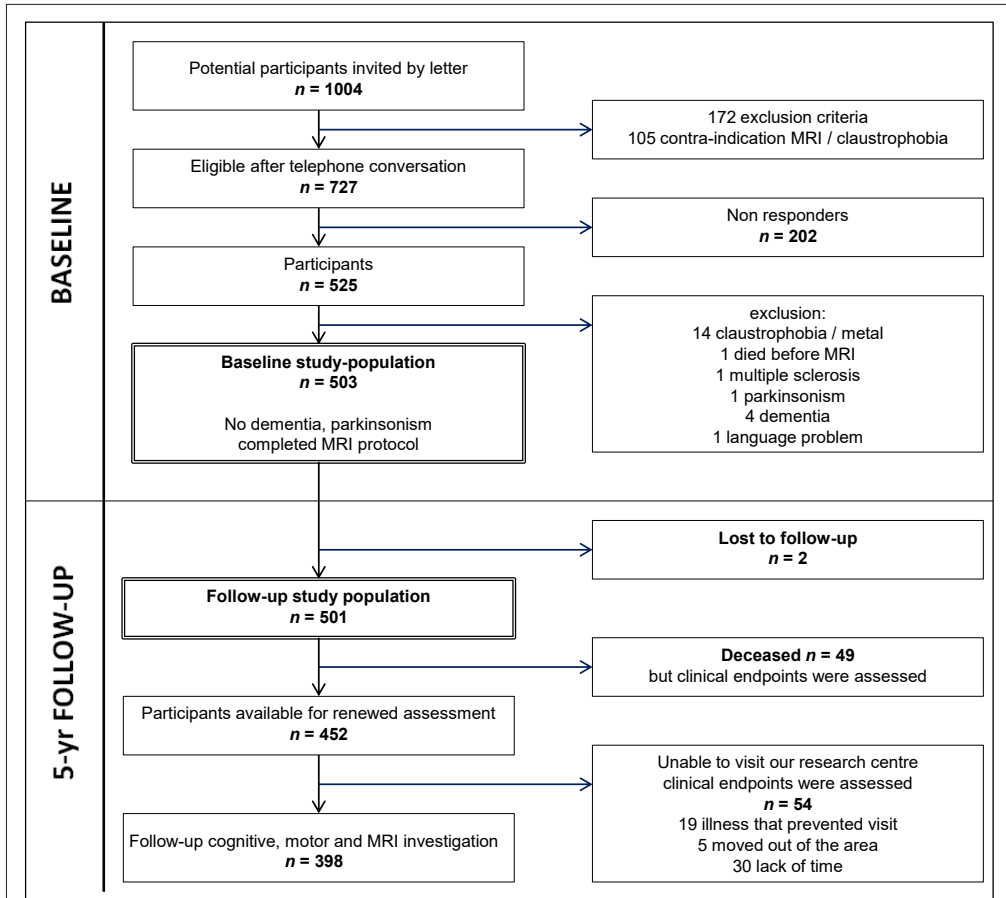 BASELINE
Potential participants invited by letter
n = 1004
172 exclusion criteria
105 contra-indication MRI / claustrophobia
Eligible after telephone conversation
n = 727
Non responders
n = 202
Participants
n = 525
exclusion:
14 claustrophobia / metal
1 died before MRI
1 multiple sclerosis
1 parkinsonism
4 dementia
1 language problem
Baseline study-population
n = 503
No dementia, parkinsonism
completed MRI protocol
5-yr FOLLOW-UP
Lost to follow-up
n = 2
Follow-up study population
n = 501
Deceased n = 49
but clinical endpoints were assessed
Participants available for renewed assessment
n = 452
Unable to visit our research centre
clinical endpoints were assessed
n = 54
19 illness that prevented visit
5 moved out of the area
30 lack of time
Follow-up cognitive, motor and MRI investigation
n = 398